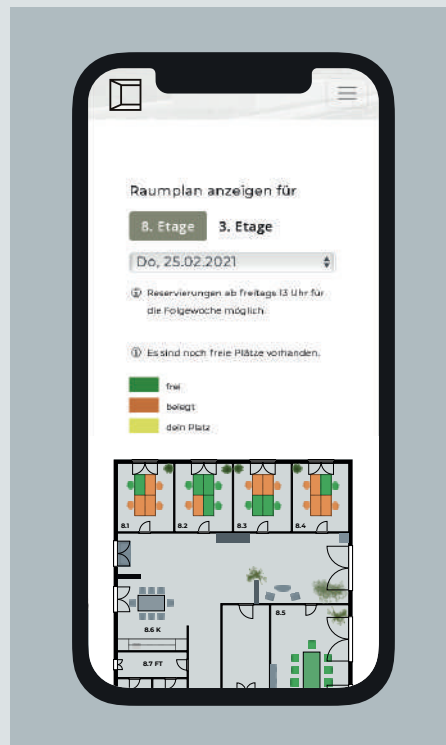 Raumplan anzeigen für
8. Etage 3. Etage
Do, 25.02.2021
Reservierungen ab freitags 13 Uhr für
die Folgewoche möglich.
Es sind noch freie Plätze vorhanden.
frei
belegt
dein Platz
8.1 8.2 8.3 8.4
8.5
8.6 K
8.7 FT